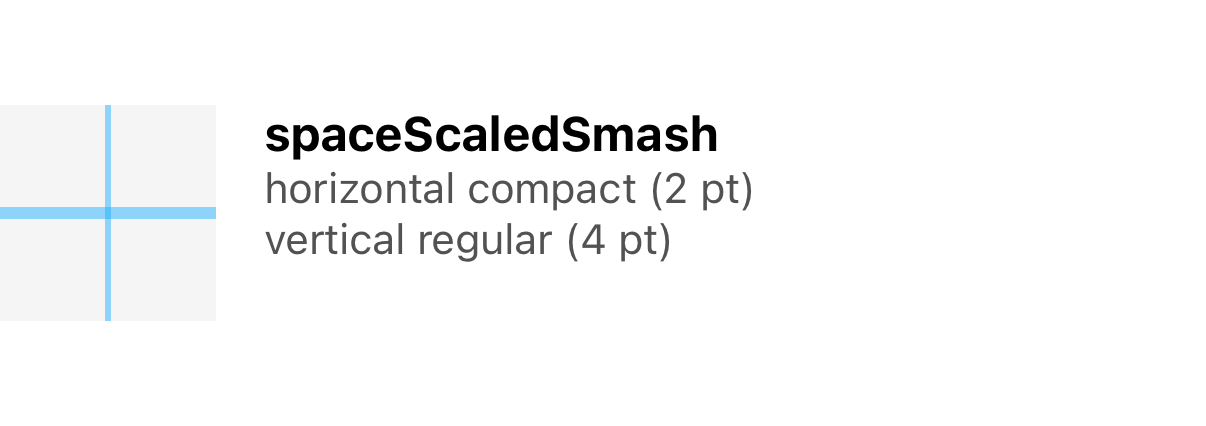 spaceScaledSmash
horizontal compact (2 pt)
vertical regular (4 pt)